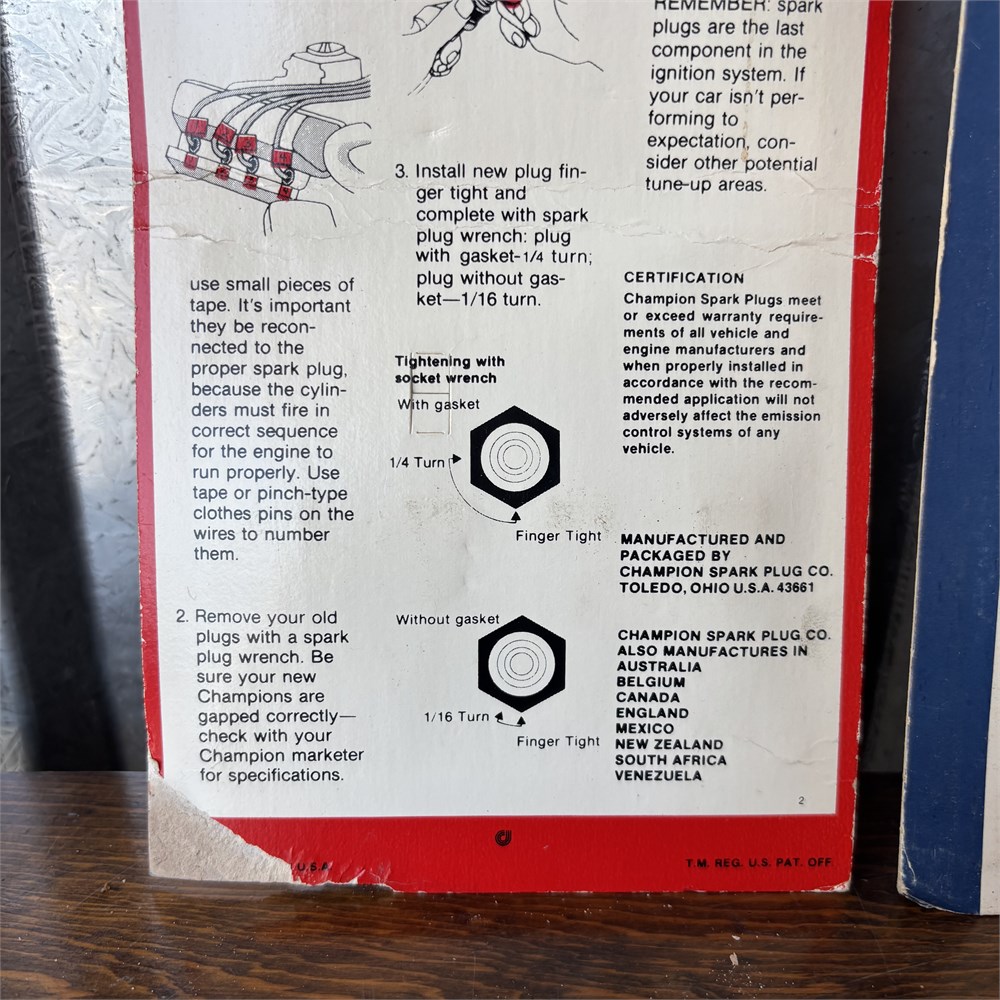 use small pieces of
tape. It's important
they be recon-
nected to the
proper spark plug,
because the cylin-
ders must fire in
correct sequence
for the engine to
run properly. Use
tape or pinch-type
clothes pins on the
wires to number
them.
2. Remove your old
plugs with a spark
plug wrench. Be
sure your new
Champions are
gapped correctly—
check with your
Champion marketer
for specifications.
3. Install new plug fin-
ger tight and
complete with spark
plug wrench: plug
with gasket-1/4 turn;
plug without gas-
ket—1/16 turn.
Tightening with
socket wrench
With gasket
1/4 Turn
Finger Tight
Without gasket
1/16 Turn
Finger Tight
REMEMBER: spark
plugs are the last
component in the
ignition system. If
your car isn't per-
forming to
expectation, con-
sider other potential
tune-up areas.
CERTIFICATION
Champion Spark Plugs meet
or exceed warranty require-
ments of all vehicle and
engine manufacturers and
when properly installed in
accordance with the recom-
mended application will not
adversely affect the emission
control systems of any
vehicle.
MANUFACTURED AND
PACKAGED BY
CHAMPION SPARK PLUG CO.
TOLEDO, OHIO U.S.A. 43661
CHAMPION SPARK PLUG CO.
ALSO MANUFACTURES IN
AUSTRALIA
BELGIUM
CANADA
ENGLAND
MEXICO
NEW ZEALAND
SOUTH AFRICA
VENEZUELA
2
U.S.A.
T.M. REG. U.S. PAT. OFF.